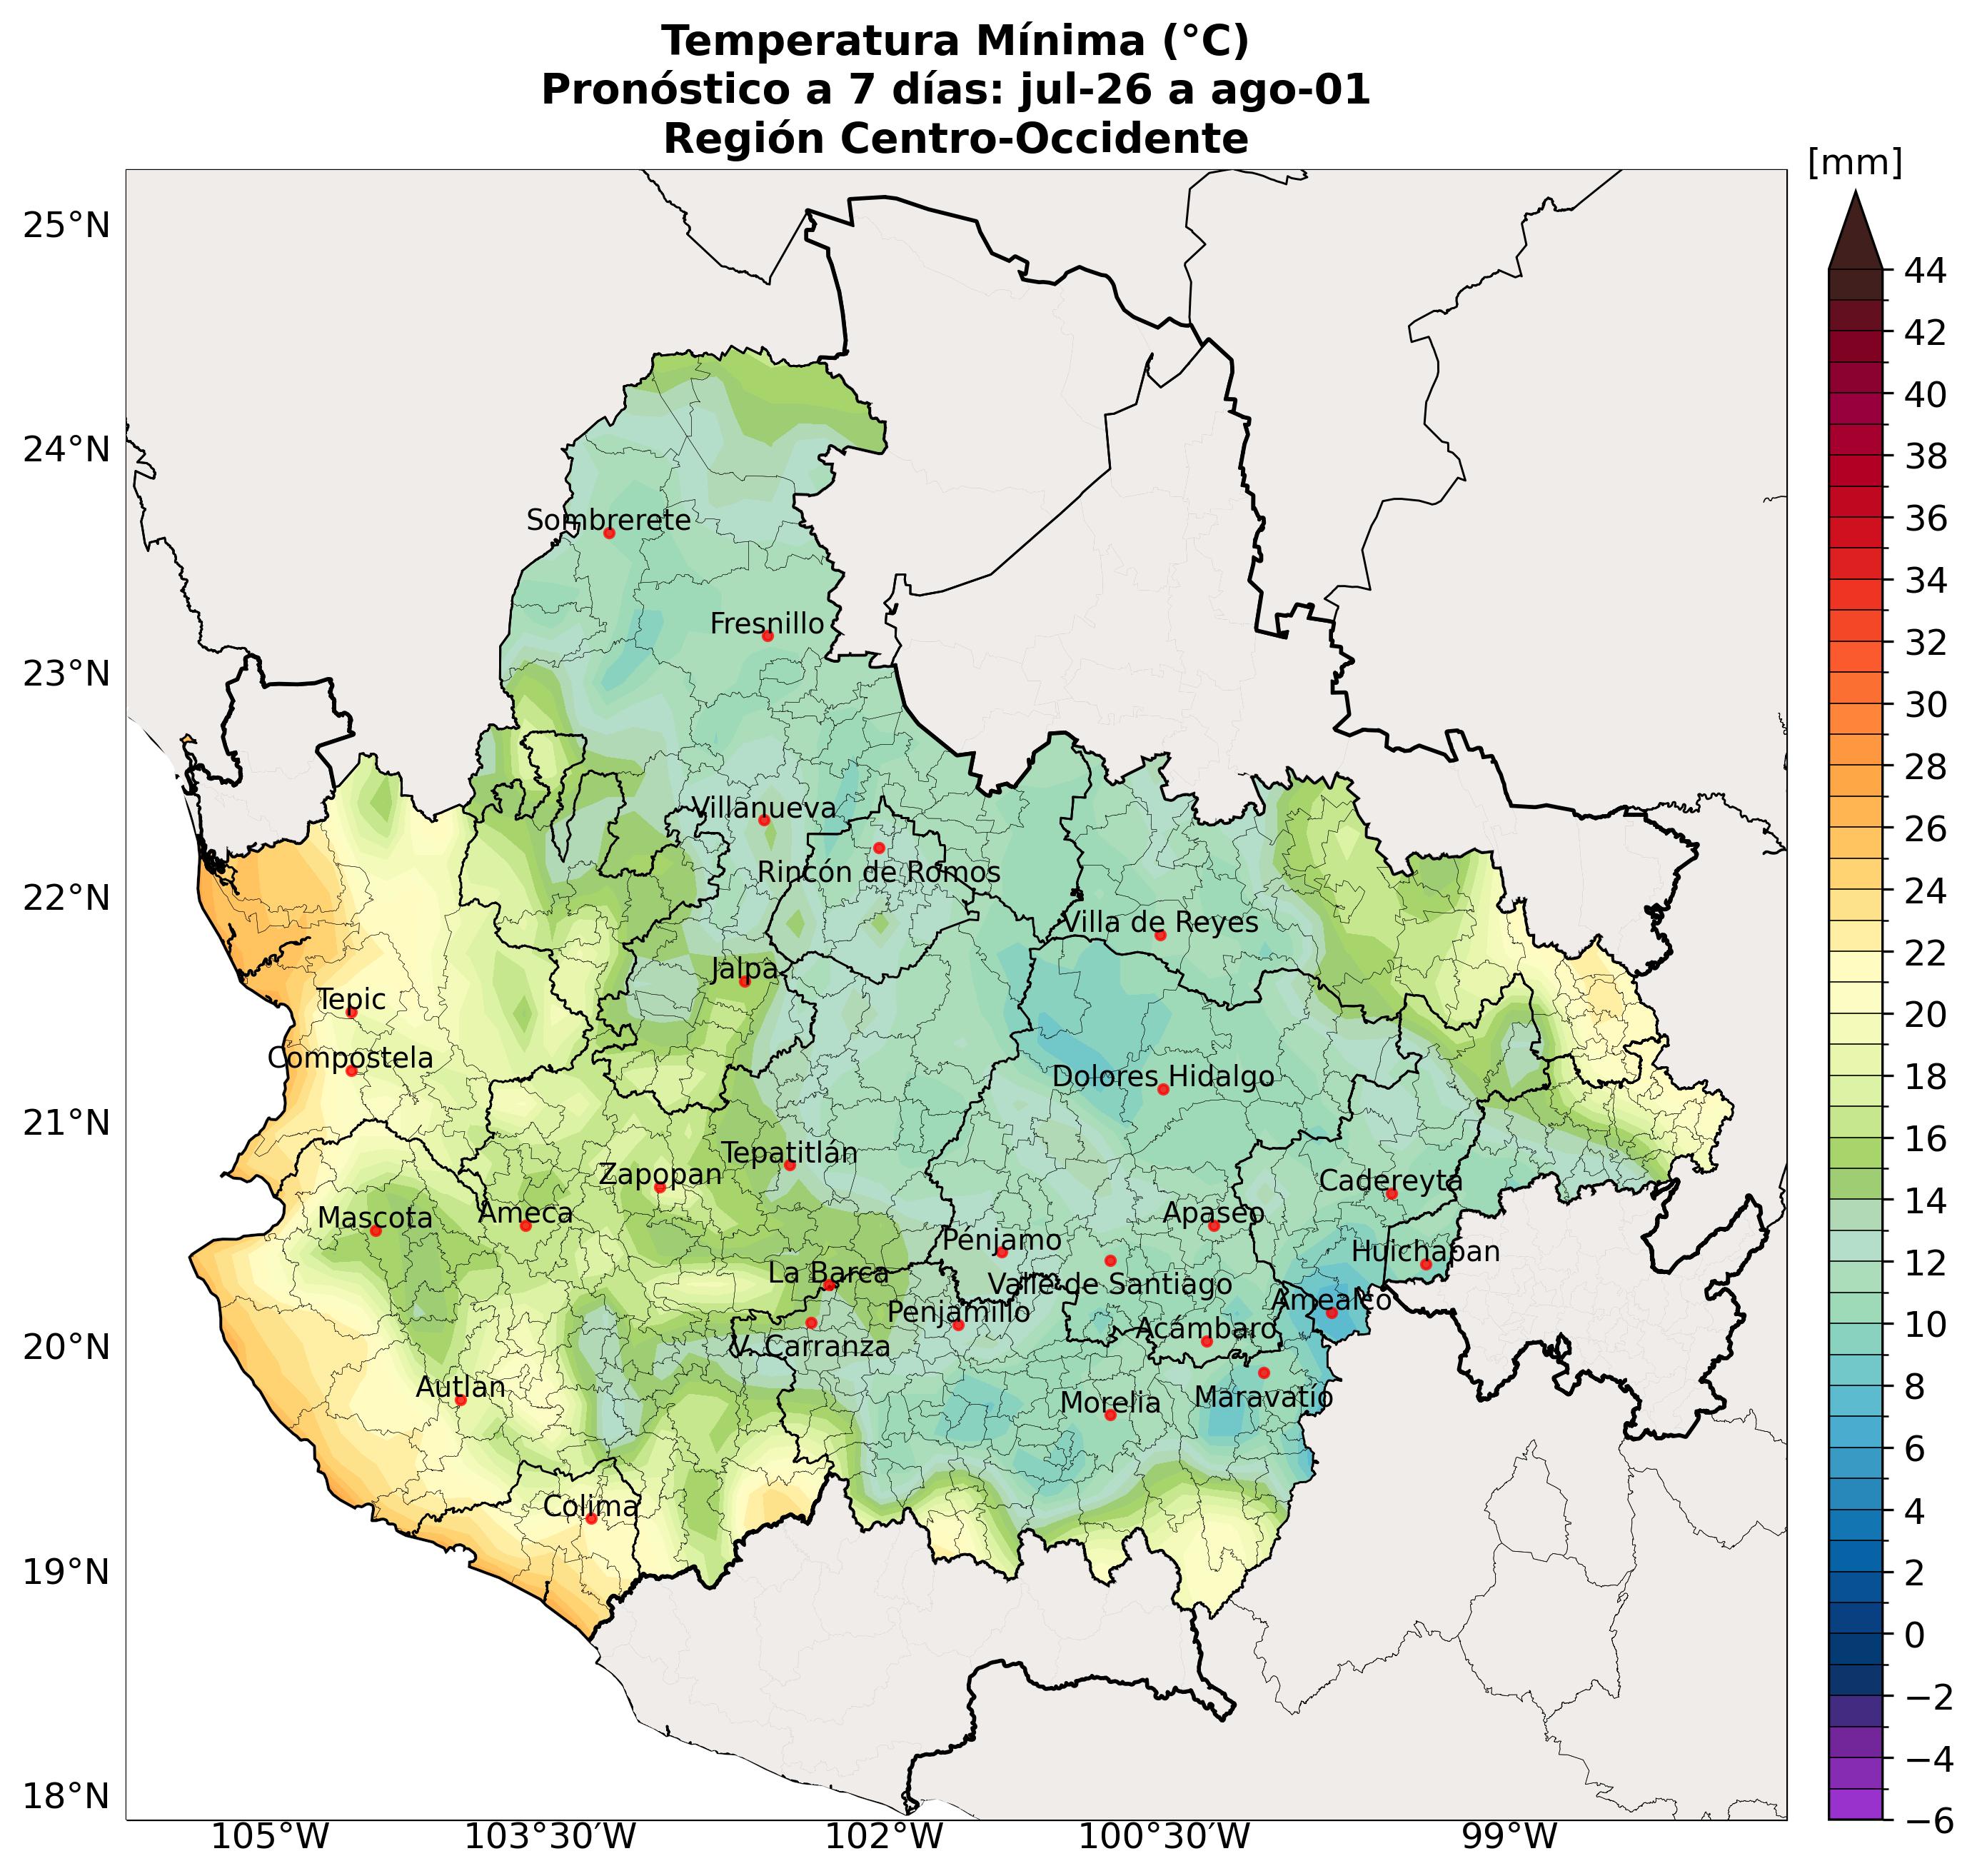 Temperatura Mínima (°C)
Pronóstico a 7 días: jul-26 a ago-01
Región Centro-Occidente
[mm]
25°N
24°N
23°N
22°N
21°N
20°N
19°N
18°N
Sombrerete
Fresnillo
Villanueva
Rincón de Romos
Villa de Reyes
Jalpa
Tepic
Compostela
Dolores Hidalgo
Tepatitlán
Zapopan
Cadereyta
Mascota
Ameca
Apaseo
Pénjamo
Huichapan
La Barca
Valle de Santiago
Amealco
Penjamillo
Acámbaro
V. Carranza
Autlan
Maravatío
Morelia
Colima
105°W
103°30′W
102°W
100°30′W
99°W
44
42
40
38
36
34
32
30
28
26
24
22
20
18
16
14
12
10
8
6
4
2
0
−2
−4
−6